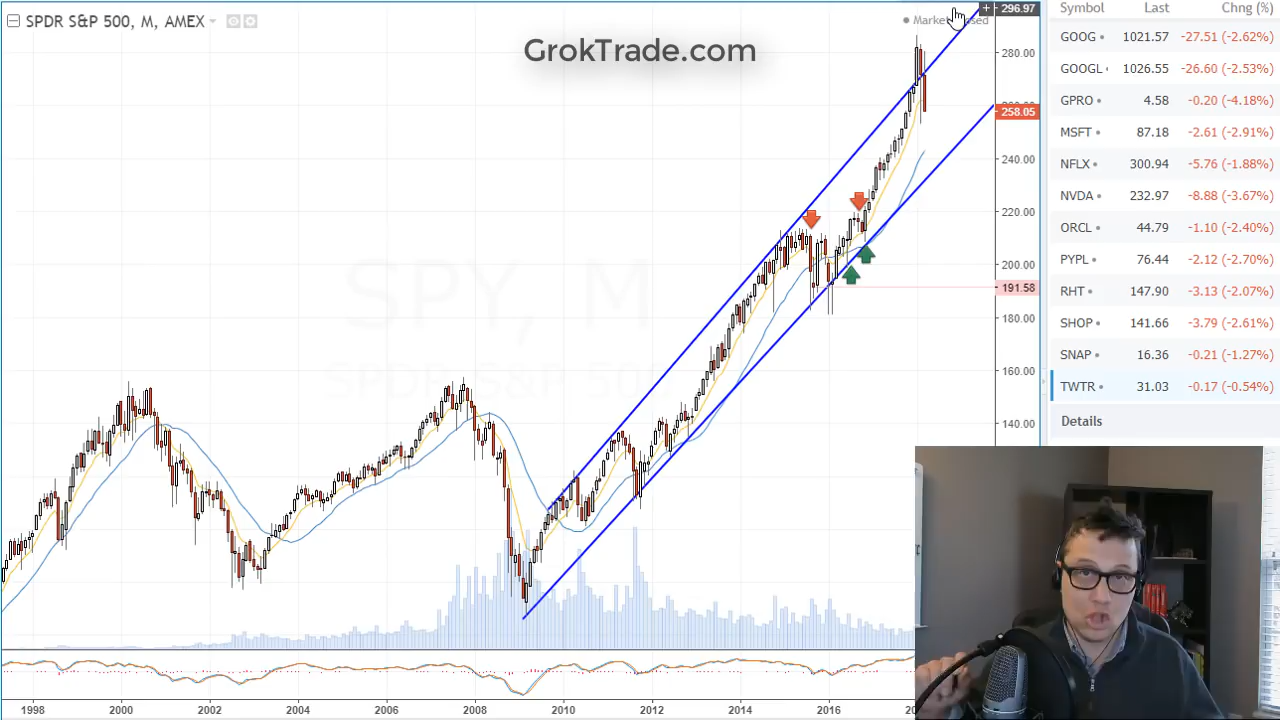 SPDR S&P 500, M, AMEX
Market Closed
GrokTrade.com
SPY, M
SPDR S&P 500
296.97
280.00
258.05
240.00
220.00
200.00
191.58
180.00
160.00
140.00
1998
2000
2002
2004
2006
2008
2010
2012
2014
2016
Symbol Last Chng (%)
GOOG 1021.57 -27.51 (-2.62%)
GOOGL 1026.55 -26.60 (-2.53%)
GPRO 4.58 -0.20 (-4.18%)
MSFT 87.18 -2.61 (-2.91%)
NFLX 300.94 -5.76 (-1.88%)
NVDA 232.97 -8.88 (-3.67%)
ORCL 44.79 -1.10 (-2.40%)
PYPL 76.44 -2.12 (-2.70%)
RHT 147.90 -3.13 (-2.07%)
SHOP 141.66 -3.79 (-2.61%)
SNAP 16.36 -0.21 (-1.27%)
TWTR 31.03 -0.17 (-0.54%)
Details